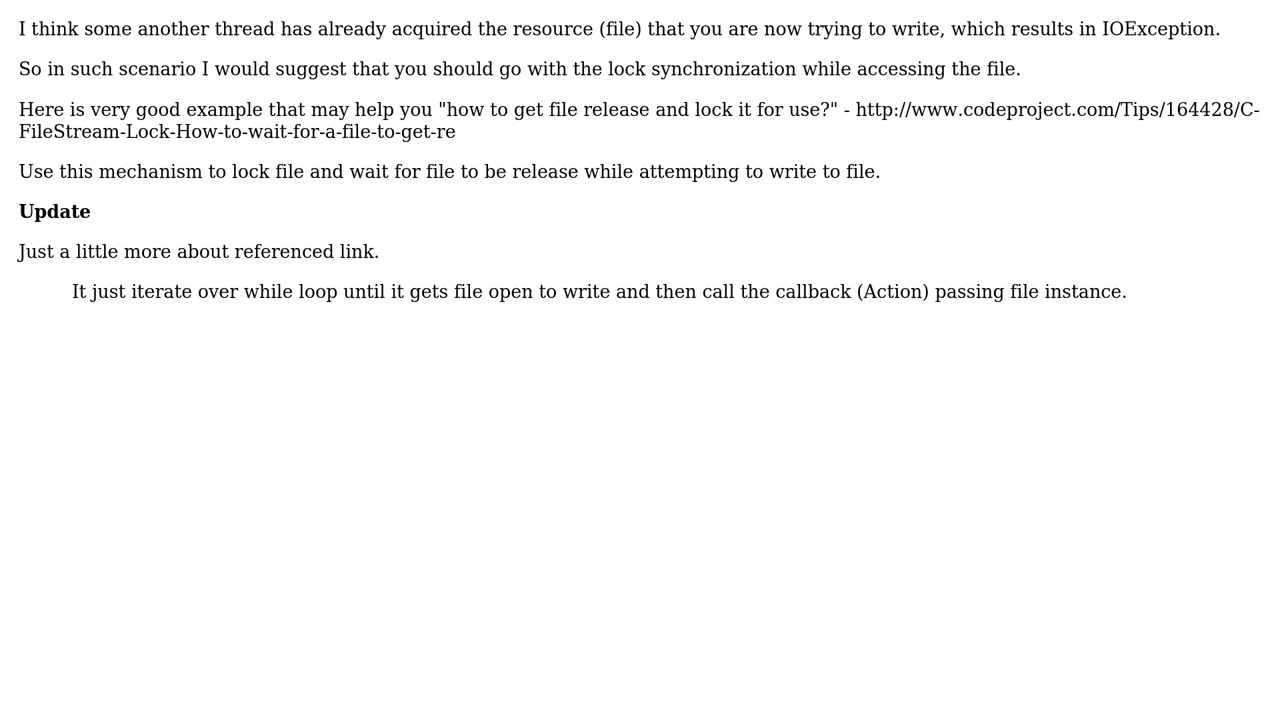 I think some another thread has already acquired the resource (file) that you are now trying to write, which results in IOException.
So in such scenario I would suggest that you should go with the lock synchronization while accessing the file.
Here is very good example that may help you "how to get file release and lock it for use?" - http://www.codeproject.com/Tips/164428/C-
FileStream-Lock-How-to-wait-for-a-file-to-get-re
Use this mechanism to lock file and wait for file to be release while attempting to write to file.
Update
Just a little more about referenced link.
It just iterate over while loop until it gets file open to write and then call the callback (Action) passing file instance.